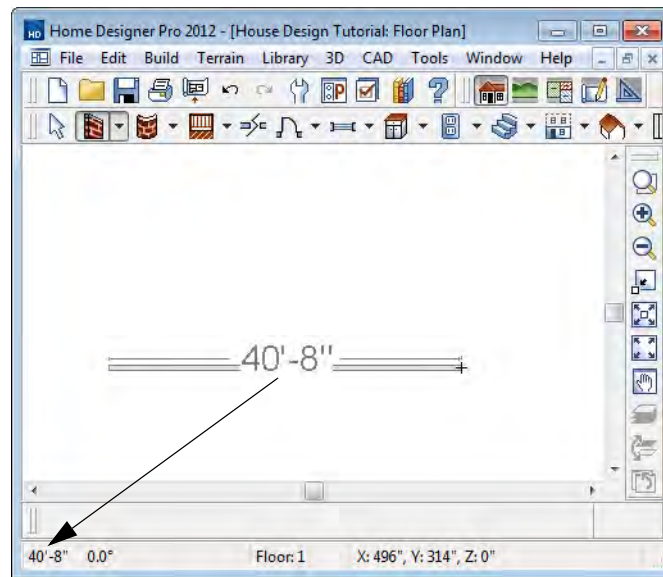 HD Home Designer Pro 2012 - [House Design Tutorial: Floor Plan]
File Edit Build Terrain Library 3D CAD Tools Window Help
40'-8"
40'-8" 0.0° Floor: 1 X: 496", Y: 314", Z: 0"